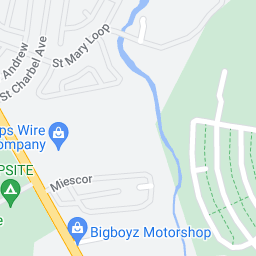 Andrew
St Charbel Ave
St Mary Loop
ps Wire
ompany
Miescor
PSITE
e
Bigboyz Motorshop